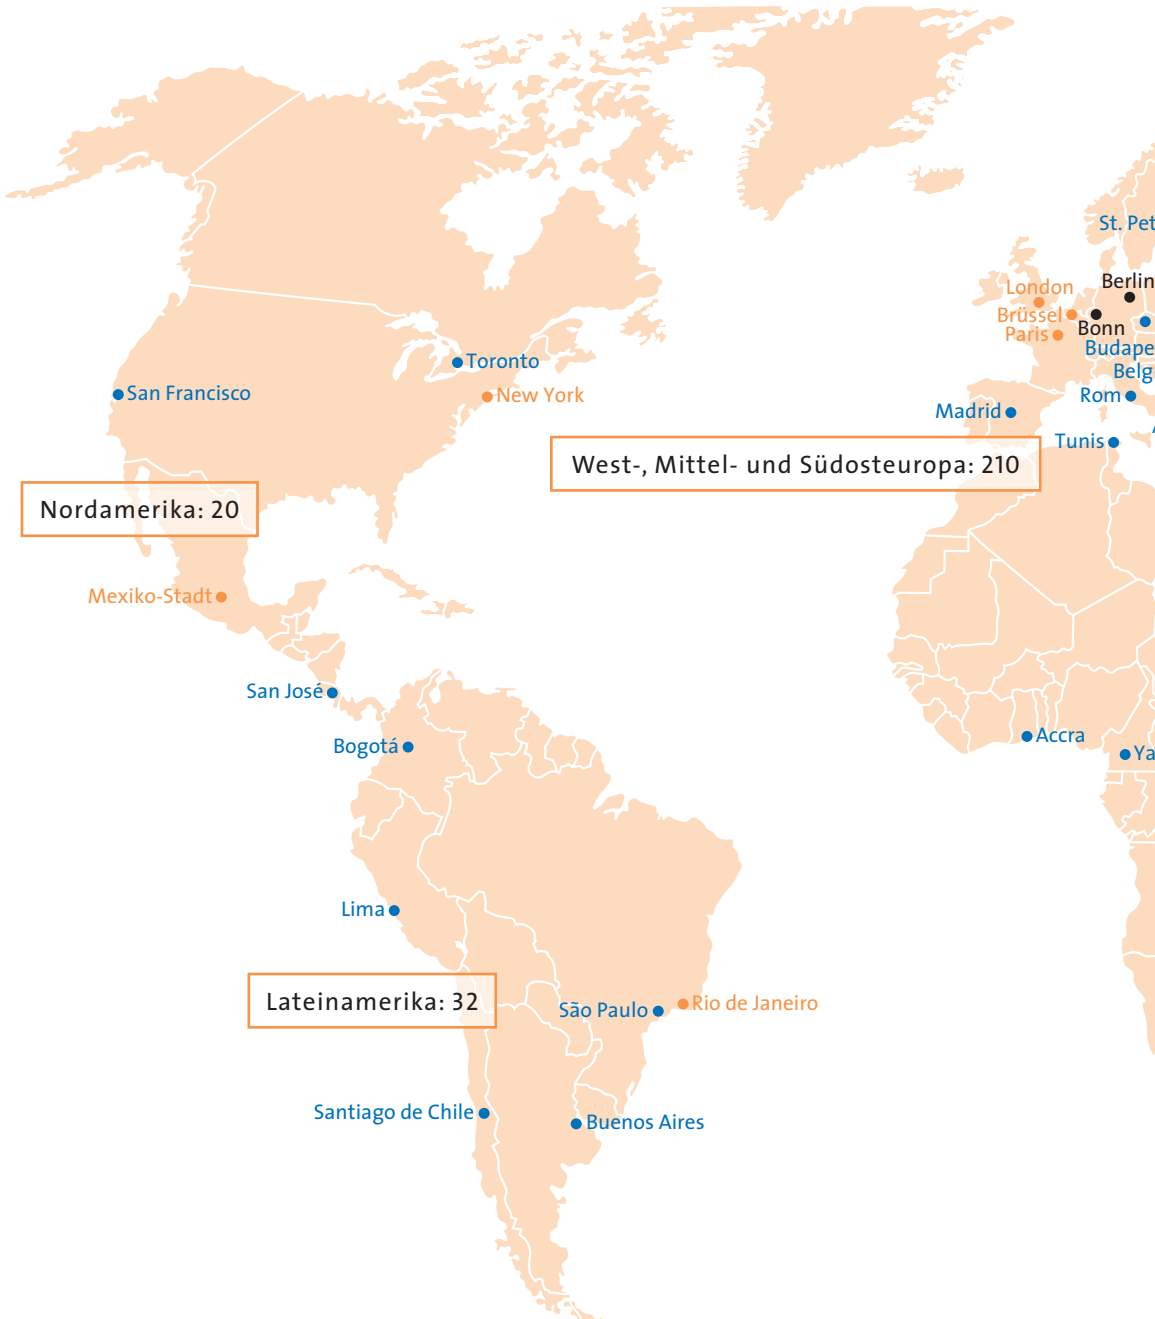 St. Pet
London
Berlin
Brüssel
Bonn
Paris
Budape
Toronto
Belg
San Francisco
New York
Rom
Madrid
Tunis
West-, Mittel- und Südosteuropa: 210
Nordamerika: 20
Mexiko-Stadt
San José
Accra
Bogotá
Ya
Lima
Lateinamerika: 32
São Paulo
Rio de Janeiro
Santiago de Chile
Buenos Aires